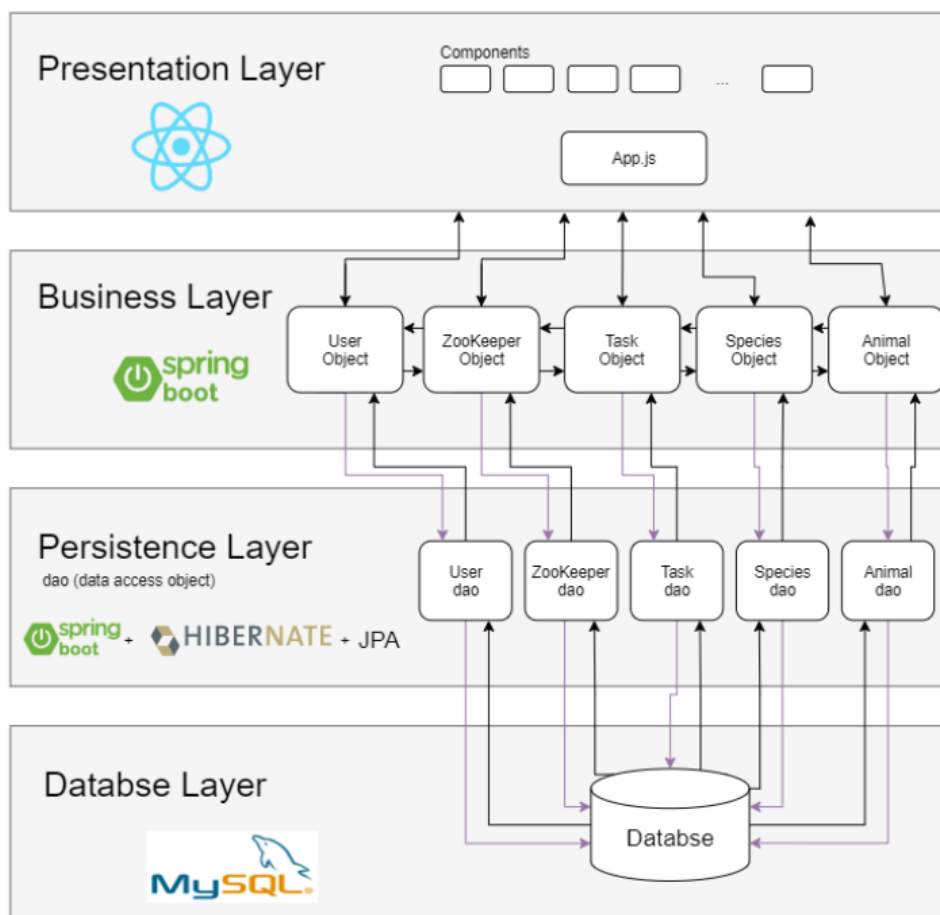 Presentation Layer
Components
...
App.js
Business Layer
spring
boot
User
Object
ZooKeeper
Object
Task
Object
Species
Object
Animal
Object
Persistence Layer
dao (data access object)
spring
boot
+
HIBERNATE
+ JPA
User
dao
ZooKeeper
dao
Task
dao
Species
dao
Animal
dao
Databse Layer
MySQL®
Databse